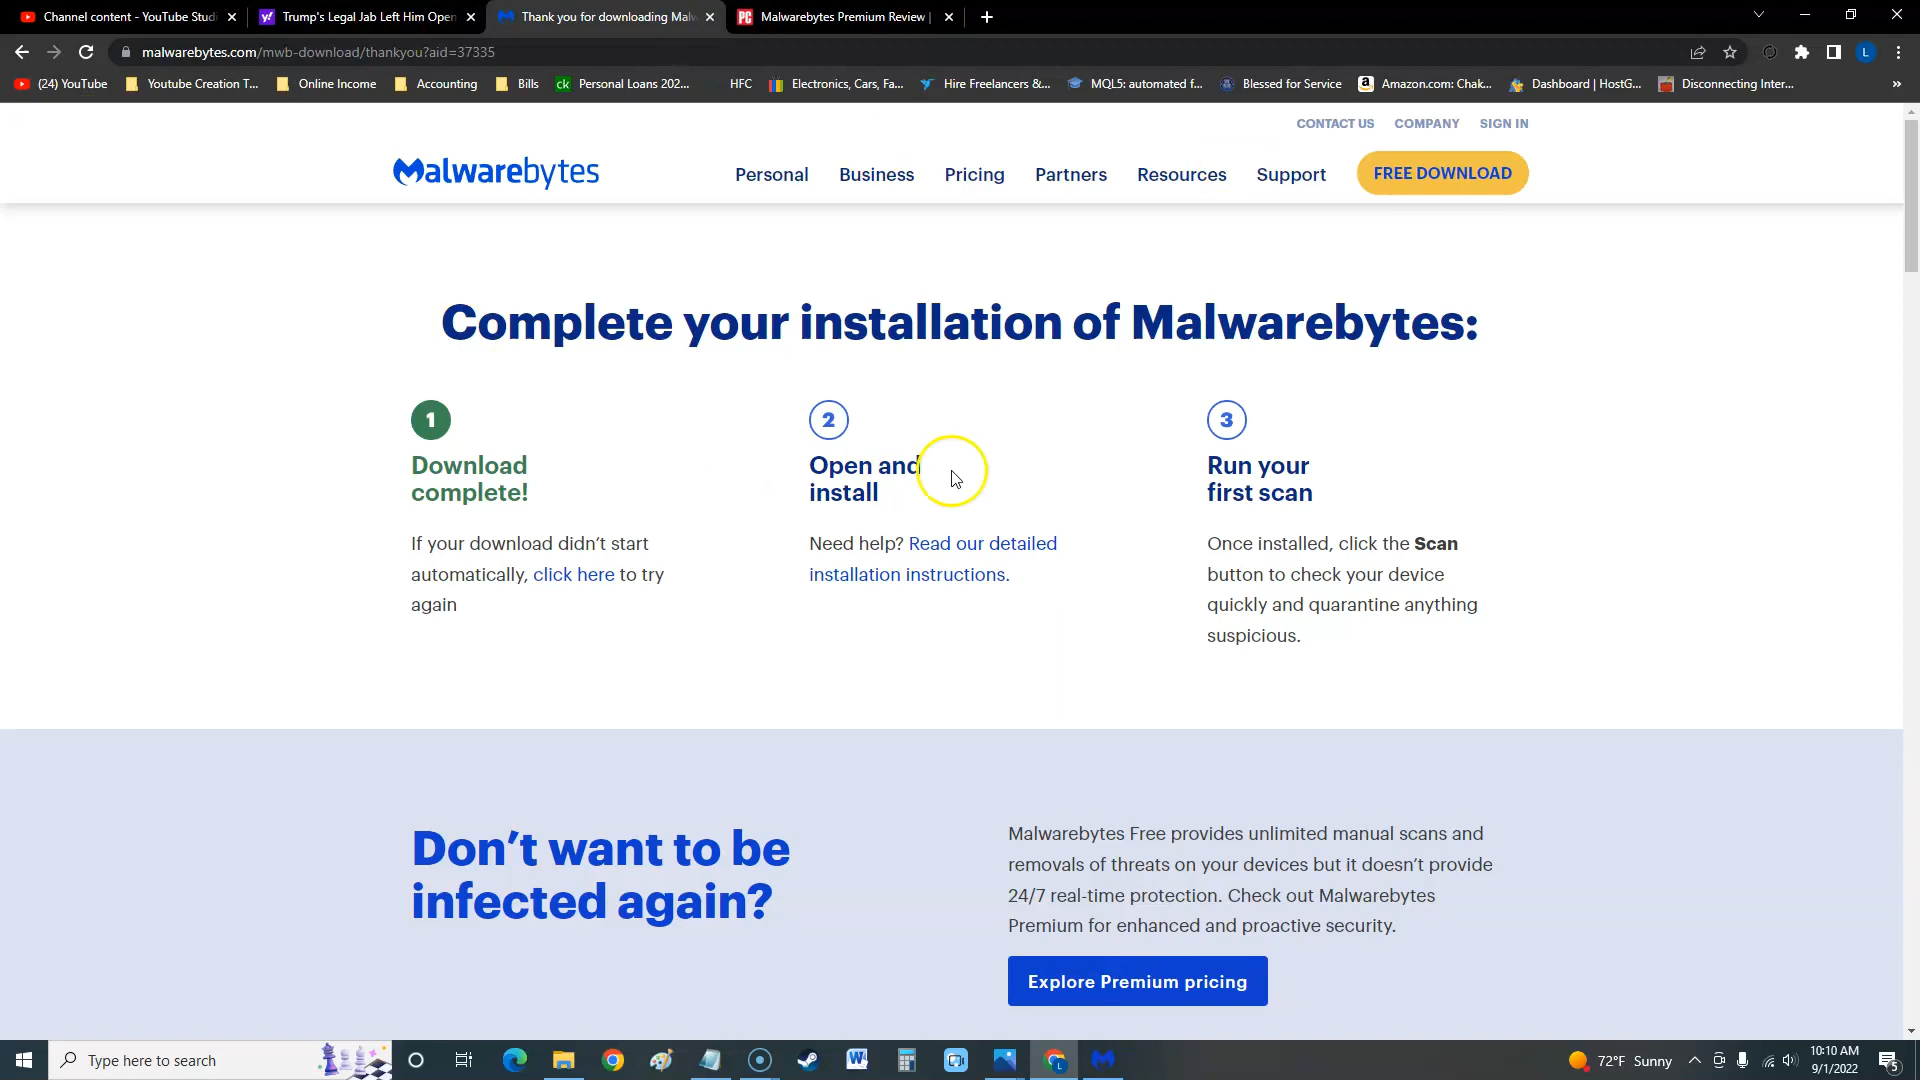 Channel content - YouTube Studi
Trump's Legal Jab Left Him Open
Thank you for downloading Malw
Malwarebytes Premium Review |
malwarebytes.com/mwb-download/thankyou?aid=37335
L
(24) YouTube
Youtube Creation T...
Online Income
Accounting
Bills
ck Personal Loans 202...
HFC
Electronics, Cars, Fa...
Hire Freelancers &...
MQL5: automated f...
Blessed for Service
Amazon.com: Chak...
Dashboard | HostG...
Disconnecting Inter...
CONTACT US COMPANY SIGN IN
Malwarebytes
Personal Business Pricing Partners Resources Support FREE DOWNLOAD
Complete your installation of Malwarebytes:
1
Download
complete!
If your download didn't start
automatically, click here to try
again
2
Open and
install
Need help? Read our detailed
installation instructions.
3
Run your
first scan
Once installed, click the Scan
button to check your device
quickly and quarantine anything
suspicious.
Don't want to be
infected again?
Malwarebytes Free provides unlimited manual scans and
removals of threats on your devices but it doesn't provide
24/7 real-time protection. Check out Malwarebytes
Premium for enhanced and proactive security.
Explore Premium pricing
Type here to search
72°F Sunny
10:10 AM
9/1/2022
5